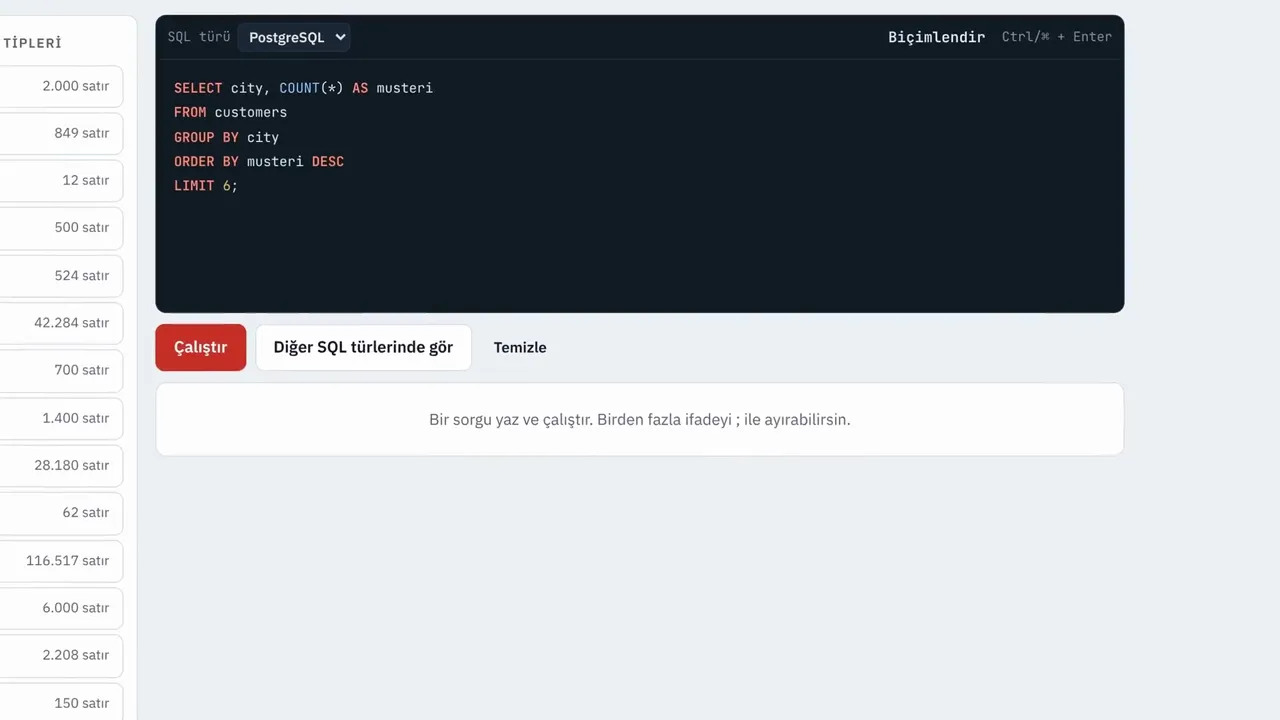 TİPLERİ
2.000 satır
849 satır
12 satır
500 satır
524 satır
42.284 satır
700 satır
1.400 satır
28.180 satır
62 satır
116.517 satır
6.000 satır
2.208 satır
150 satır
SQL türü PostgreSQL Biçimlendir Ctrl/⌘ + Enter
SELECT city, COUNT(*) AS musteri
FROM customers
GROUP BY city
ORDER BY musteri DESC
LIMIT 6;
Çalıştır Diğer SQL türlerinde gör Temizle
Bir sorgu yaz ve çalıştır. Birden fazla ifadeyi ; ile ayırabilirsin.